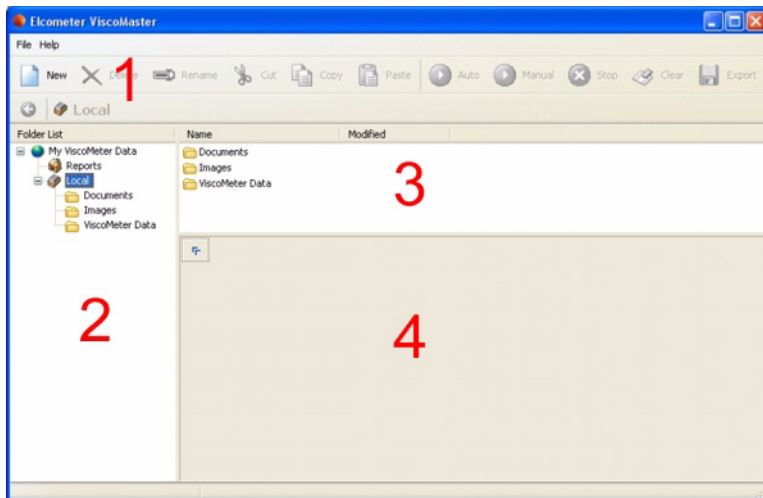 Elcometer ViscoMaster
File Help
New Delete Rename Cut Copy Paste Auto Manual Stop Clear Export
1
Local
Folder List Name Modified
My ViscoMeter Data Documents
Reports Images
Local ViscoMeter Data
Documents
Images
ViscoMeter Data
3
2
4